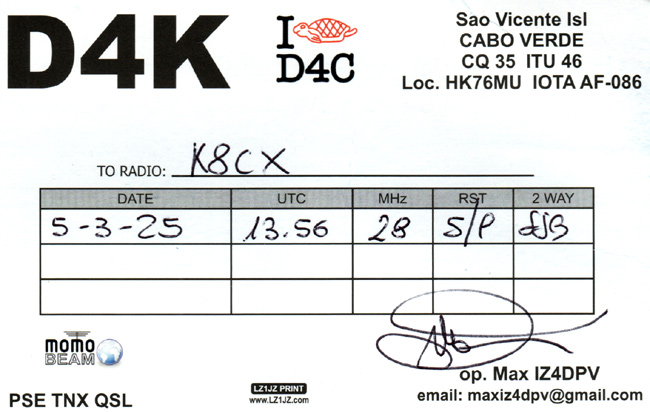 D4K
I
D4C
Sao Vicente Isl
CABO VERDE
CQ 35 ITU 46
Loc. HK76MU IOTA AF-086
TO RADIO: K8CX
DATE UTC MHz RST 2 WAY
5-3-25 13.56 28 S/P SSB
momo
BEAM
op. Max IZ4DPV
PSE TNX QSL
LZ1JZ PRINT
www.LZ1JZ.com
email: maxiz4dpv@gmail.com